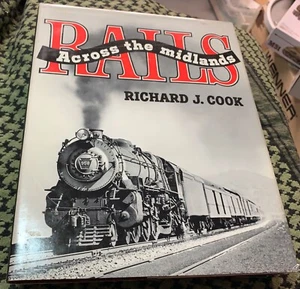 RAILS
Across the midlands
RICHARD J. COOK